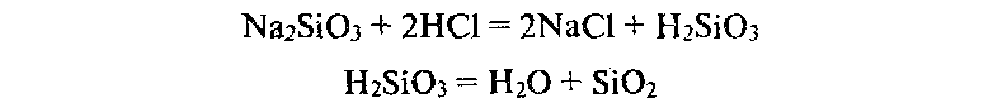 Na₂SiO₃ + 2HCl = 2NaCl + H₂SiO₃
H₂SiO₃ = H₂O + SiO₂